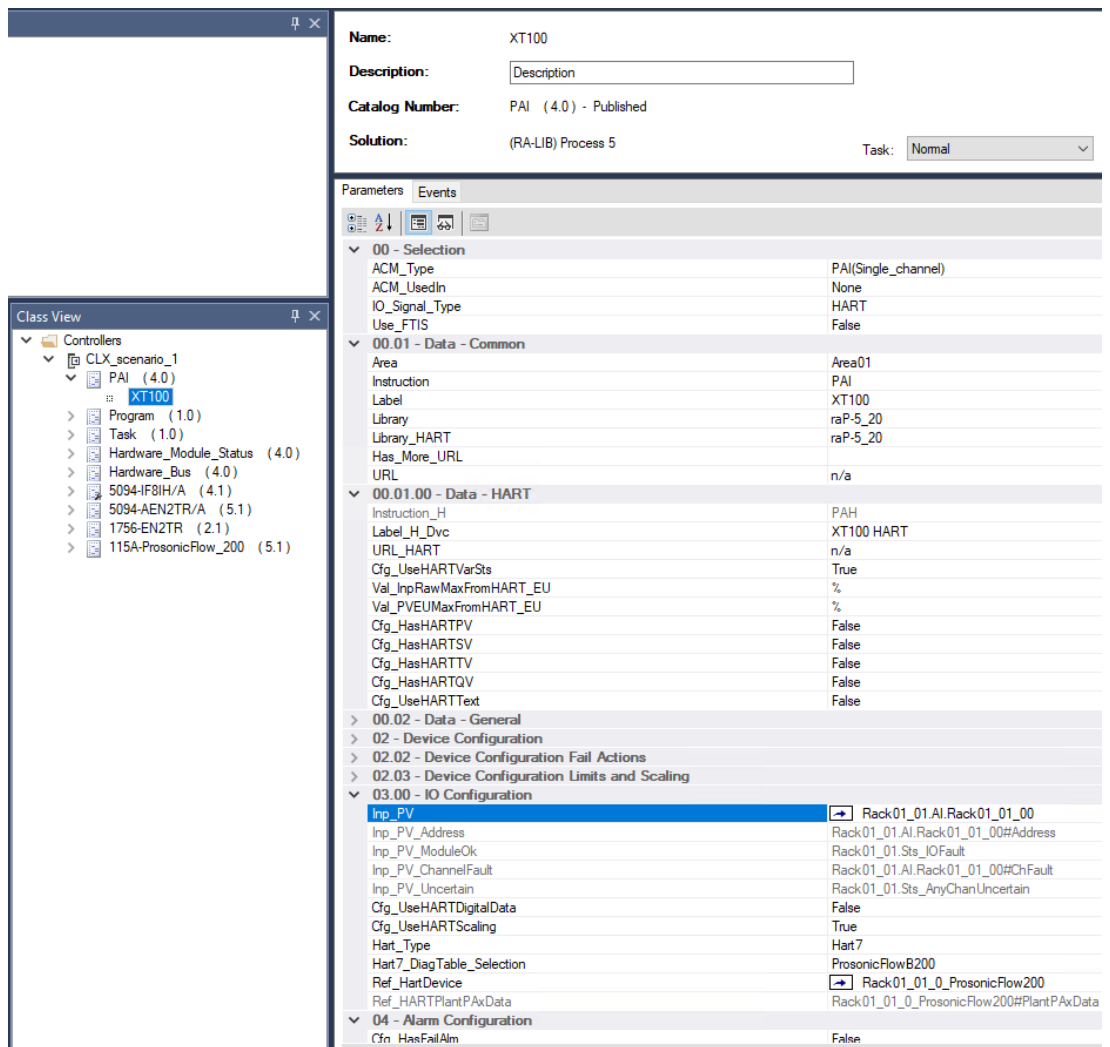 Name: XT100
Description: Description
Catalog Number: PAI (4.0) - Published
Solution: (RA-LIB) Process 5
Task: Normal
Parameters Events
00 - Selection
ACM_Type PAI(Single_channel)
ACM_UsedIn None
IO_Signal_Type HART
Use_FTIS False
00.01 - Data - Common
Area Area01
Instruction PAI
Label XT100
Library raP-5_20
Library_HART raP-5_20
Has_More_URL
URL n/a
00.01.00 - Data - HART
Instruction_H PAH
Label_H_Dvc XT100 HART
URL_HART n/a
Cfg_UseHARTVarSts True
Val_InpRawMaxFromHART_EU %
Val_PVEUMaxFromHART_EU %
Cfg_HasHARTPV False
Cfg_HasHARTSV False
Cfg_HasHARTTV False
Cfg_HasHARTQV False
Cfg_UseHARTText False
00.02 - Data - General
02 - Device Configuration
02.02 - Device Configuration Fail Actions
02.03 - Device Configuration Limits and Scaling
03.00 - IO Configuration
Inp_PV Rack01_01.AI.Rack01_01_00
Inp_PV_Address Rack01_01.AI.Rack01_01_00#Address
Inp_PV_ModuleOk Rack01_01.Sts_IOFault
Inp_PV_ChannelFault Rack01_01.AI.Rack01_01_00#ChFault
Inp_PV_Uncertain Rack01_01.Sts_AnyChanUncertain
Cfg_UseHARTDigitalData False
Cfg_UseHARTScaling True
Hart_Type Hart7
Hart7_DiagTable_Selection ProsonicFlowB200
Ref_HartDevice Rack01_01_0_ProsonicFlow200
Ref_HARTPlantPAxData Rack01_01_0_ProsonicFlow200#PlantPAxData
04 - Alarm Configuration
Cfg_HasFailAlm False
Class View
Controllers
CLX_scenario_1
PAI (4.0)
XT100
Program (1.0)
Task (1.0)
Hardware_Module_Status (4.0)
Hardware_Bus (4.0)
5094-IF8IH/A (4.1)
5094-AEN2TR/A (5.1)
1756-EN2TR (2.1)
115A-ProsonicFlow_200 (5.1)